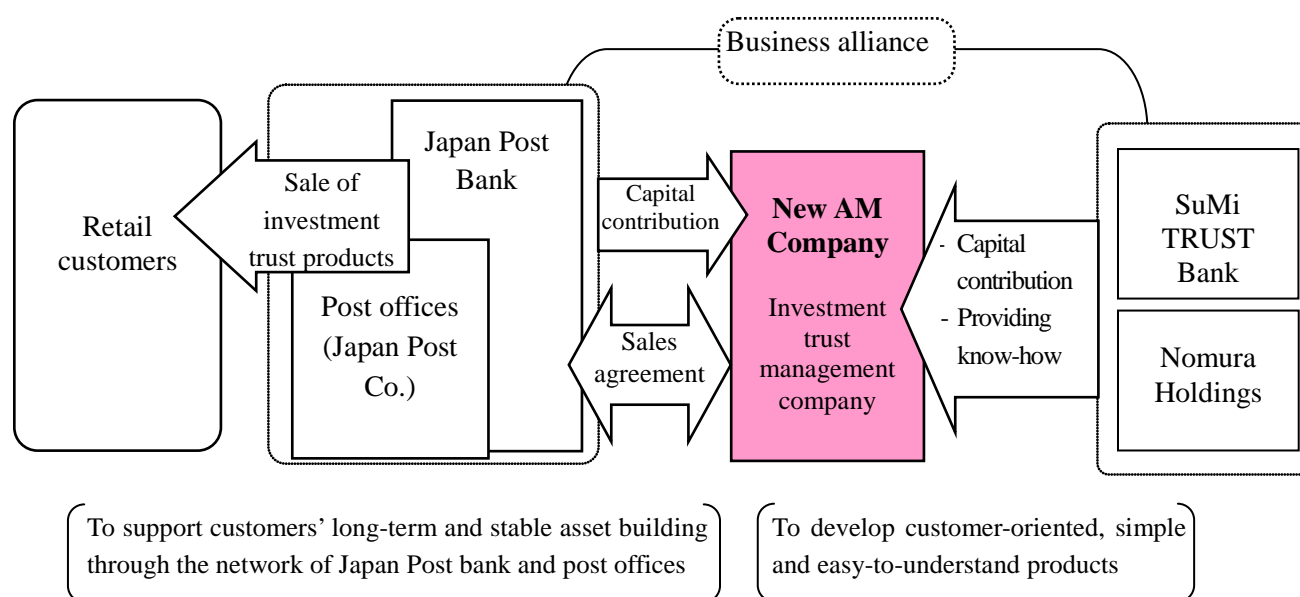 Business alliance
Retail
customers
Sale of
investment
trust products
Japan Post
Bank
Post offices
(Japan Post
Co.)
Capital
contribution
Sales
agreement
New AM
Company
Investment
trust
management
company
- Capital
contribution
- Providing
know-how
SuMi
TRUST
Bank
Nomura
Holdings
To support customers’ long-term and stable asset building
through the network of Japan Post bank and post offices
To develop customer-oriented, simple
and easy-to-understand products